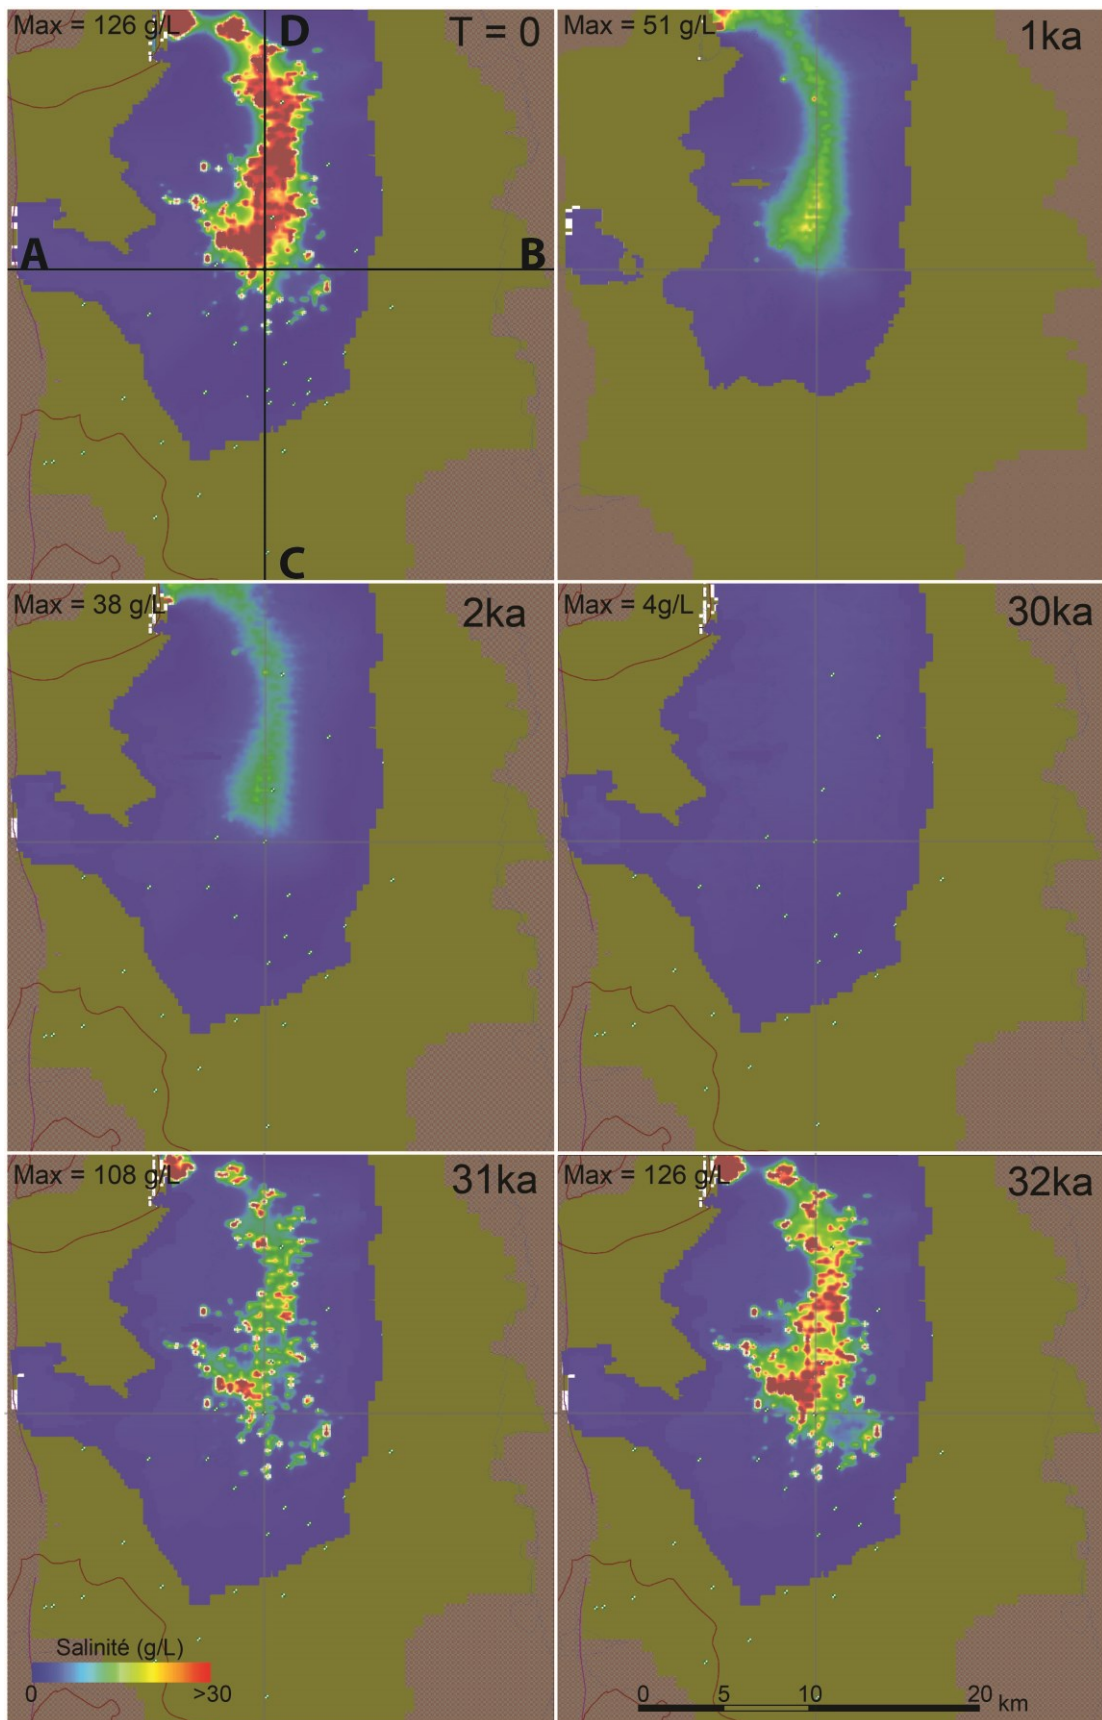 Max = 126 g/L
D
T = 0
A
B
C
Max = 51 g/L
1ka
Max = 38 g/L
2ka
Max = 4g/L
30ka
Max = 108 g/L
31ka
Salinité (g/L)
0
>30
Max = 126 g/L
32ka
0 5 10 20 km